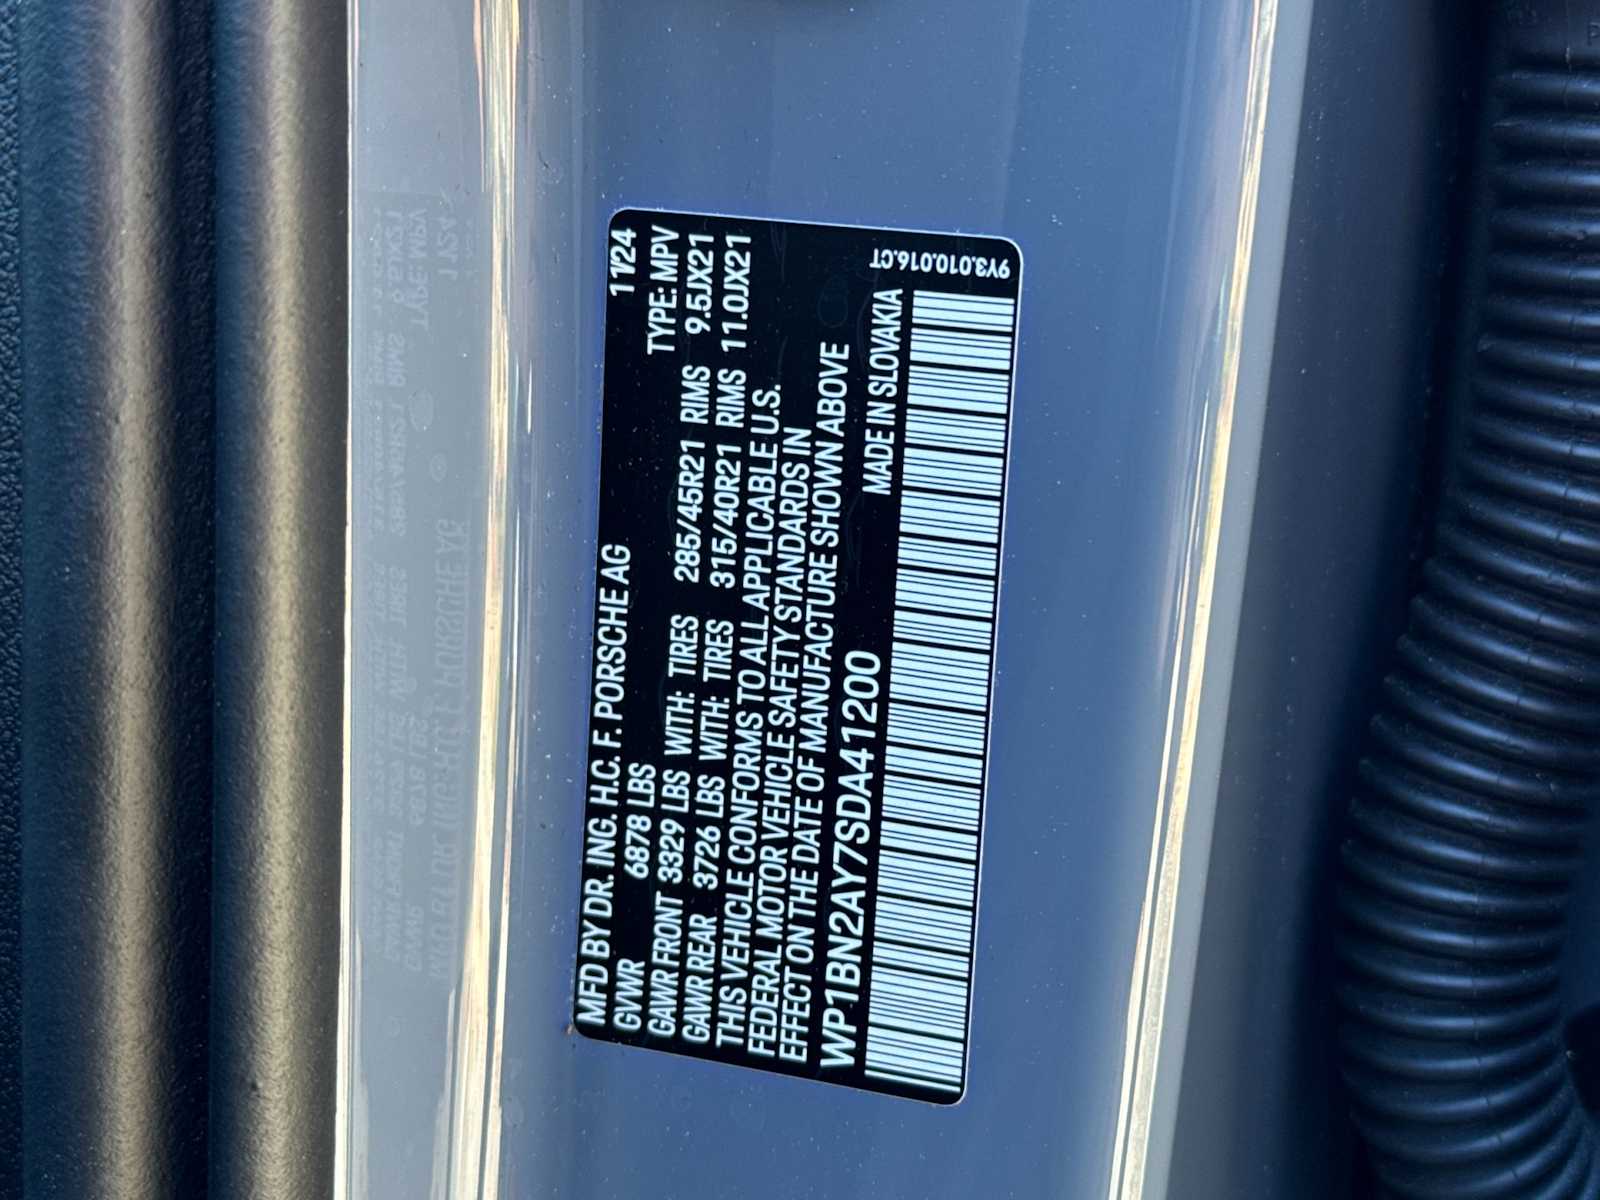 MFD BY DR. ING. H.C. F. PORSCHE AG 11/24
GVWR 6878 LBS TYPE: MPV
GAWR FRONT 3329 LBS WITH: TIRES 285/45R21 RIMS 9.5JX21
GAWR REAR 3726 LBS WITH: TIRES 315/40R21 RIMS 11.0JX21
THIS VEHICLE CONFORMS TO ALL APPLICABLE U.S.
FEDERAL MOTOR VEHICLE SAFETY STANDARDS IN
EFFECT ON THE DATE OF MANUFACTURE SHOWN ABOVE
WP1BN2AY7SDA41200 MADE IN SLOVAKIA
9Y3.010.016.CT